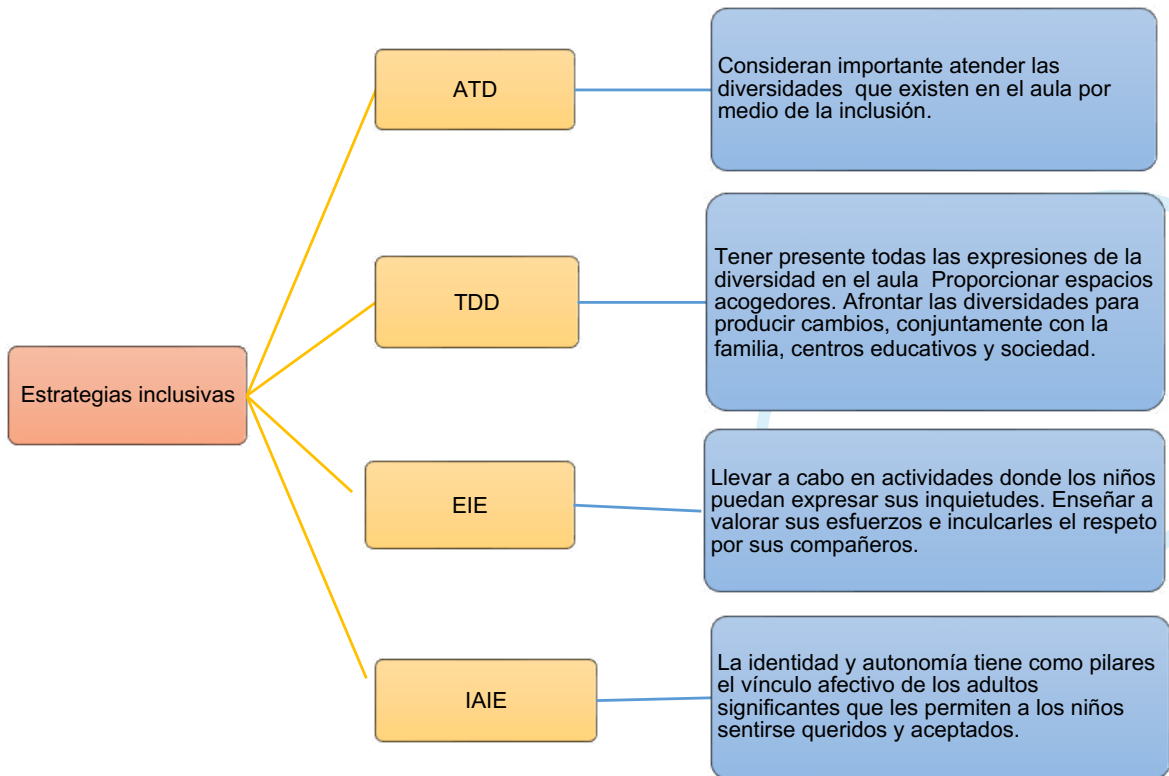 Estrategias inclusivas
ATD
Consideran importante atender las
diversidades  que existen en el aula por
medio de la inclusión.
TDD
Tener presente todas las expresiones de la
diversidad en el aula  Proporcionar espacios
acogedores. Afrontar las diversidades para
producir cambios, conjuntamente con la
familia, centros educativos y sociedad.
EIE
Llevar a cabo en actividades donde los niños
puedan expresar sus inquietudes. Enseñar a
valorar sus esfuerzos e inculcarles el respeto
por sus compañeros.
IAIE
La identidad y autonomía tiene como pilares
el vínculo afectivo de los adultos
significantes que les permiten a los niños
sentirse queridos y aceptados.